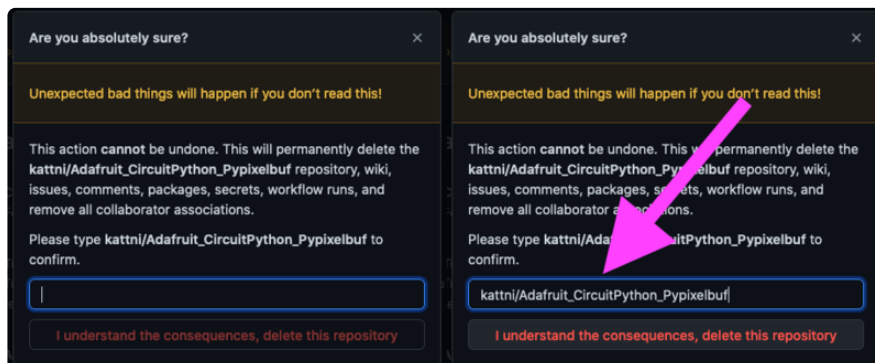 Are you absolutely sure?
Unexpected bad things will happen if you don't read this!
This action cannot be undone. This will permanently delete the
kattni/Adafruit_CircuitPython_Pypixelbuf repository, wiki,
issues, comments, packages, secrets, workflow runs, and
remove all collaborator associations.
Please type kattni/Adafruit_CircuitPython_Pypixelbuf to
confirm.
I understand the consequences, delete this repository
Are you absolutely sure?
Unexpected bad things will happen if you don't read this!
This action cannot be undone. This will permanently delete the
kattni/Adafruit_CircuitPython_Pypixelbuf repository, wiki,
issues, comments, packages, secrets, workflow runs, and
remove all collaborator associations.
Please type kattni/Adafruit_CircuitPython_Pypixelbuf to
confirm.
kattni/Adafruit_CircuitPython_Pypixelbuf
I understand the consequences, delete this repository